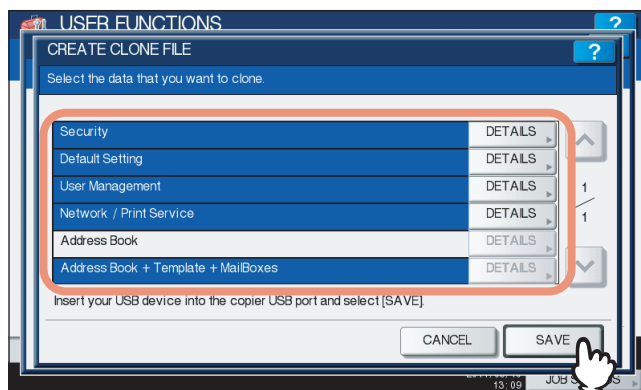 USER FUNCTIONS
?
CREATE CLONE FILE
?
Select the data that you want to clone.
Security DETAILS
Default Setting DETAILS
User Management DETAILS
1
Network / Print Service DETAILS
1
Address Book DETAILS
Address Book + Template + MailBoxes DETAILS
Insert your USB device into the copier USB port and select [SAVE].
CANCEL SAVE
13:09 JOB